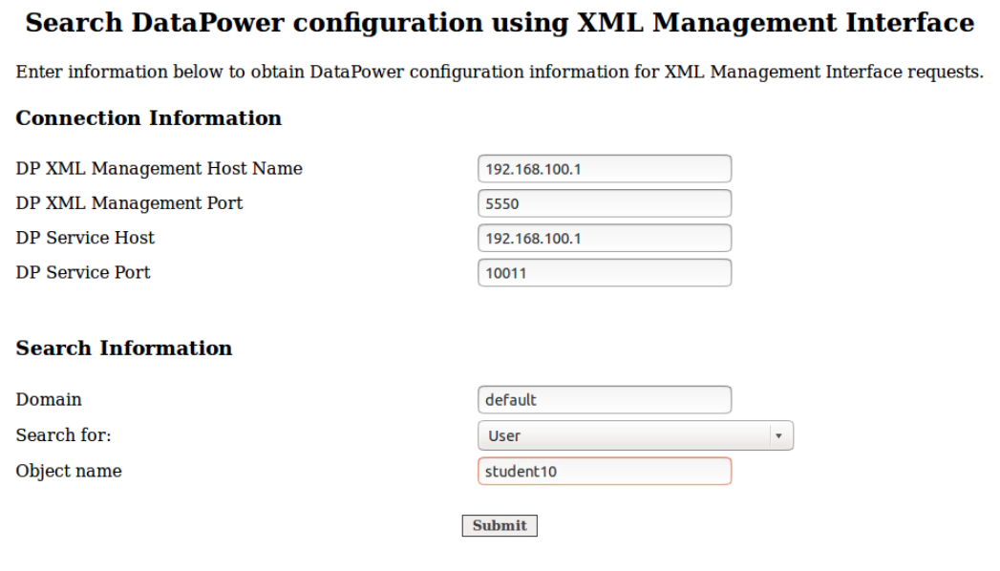 Search DataPower configuration using XML Management Interface
Enter information below to obtain DataPower configuration information for XML Management Interface requests.
Connection Information
DP XML Management Host Name 192.168.100.1
DP XML Management Port 5550
DP Service Host 192.168.100.1
DP Service Port 10011
Search Information
Domain default
Search for: User
Object name student10
Submit